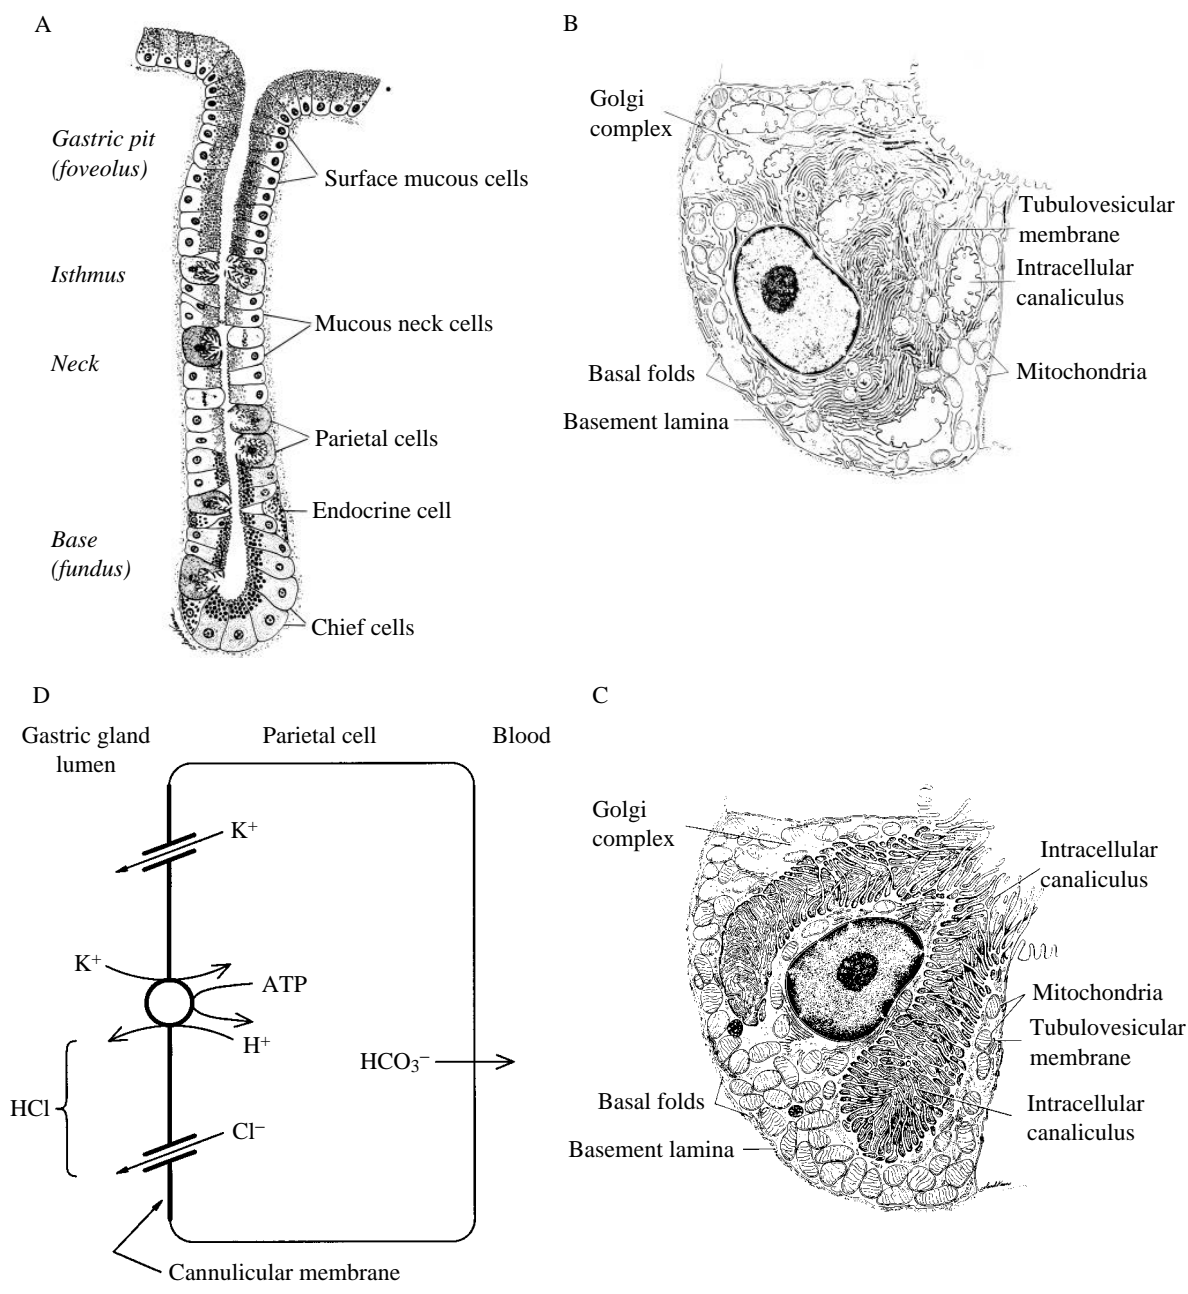 A
Gastric pit
(foveolus)
Surface mucous cells
Isthmus
Mucous neck cells
Neck
Parietal cells
Endocrine cell
Base
(fundus)
Chief cells
B
Golgi
complex
Tubulovesicular
membrane
Intracellular
canaliculus
Basal folds
Mitochondria
Basement lamina
D
Gastric gland
lumen
Parietal cell
Blood
K⁺
K⁺
ATP
H⁺
HCO₃⁻
HCl
Cl⁻
Cannulicular membrane
C
Golgi
complex
Intracellular
canaliculus
Mitochondria
Tubulovesicular
membrane
Basal folds
Intracellular
canaliculus
Basement lamina